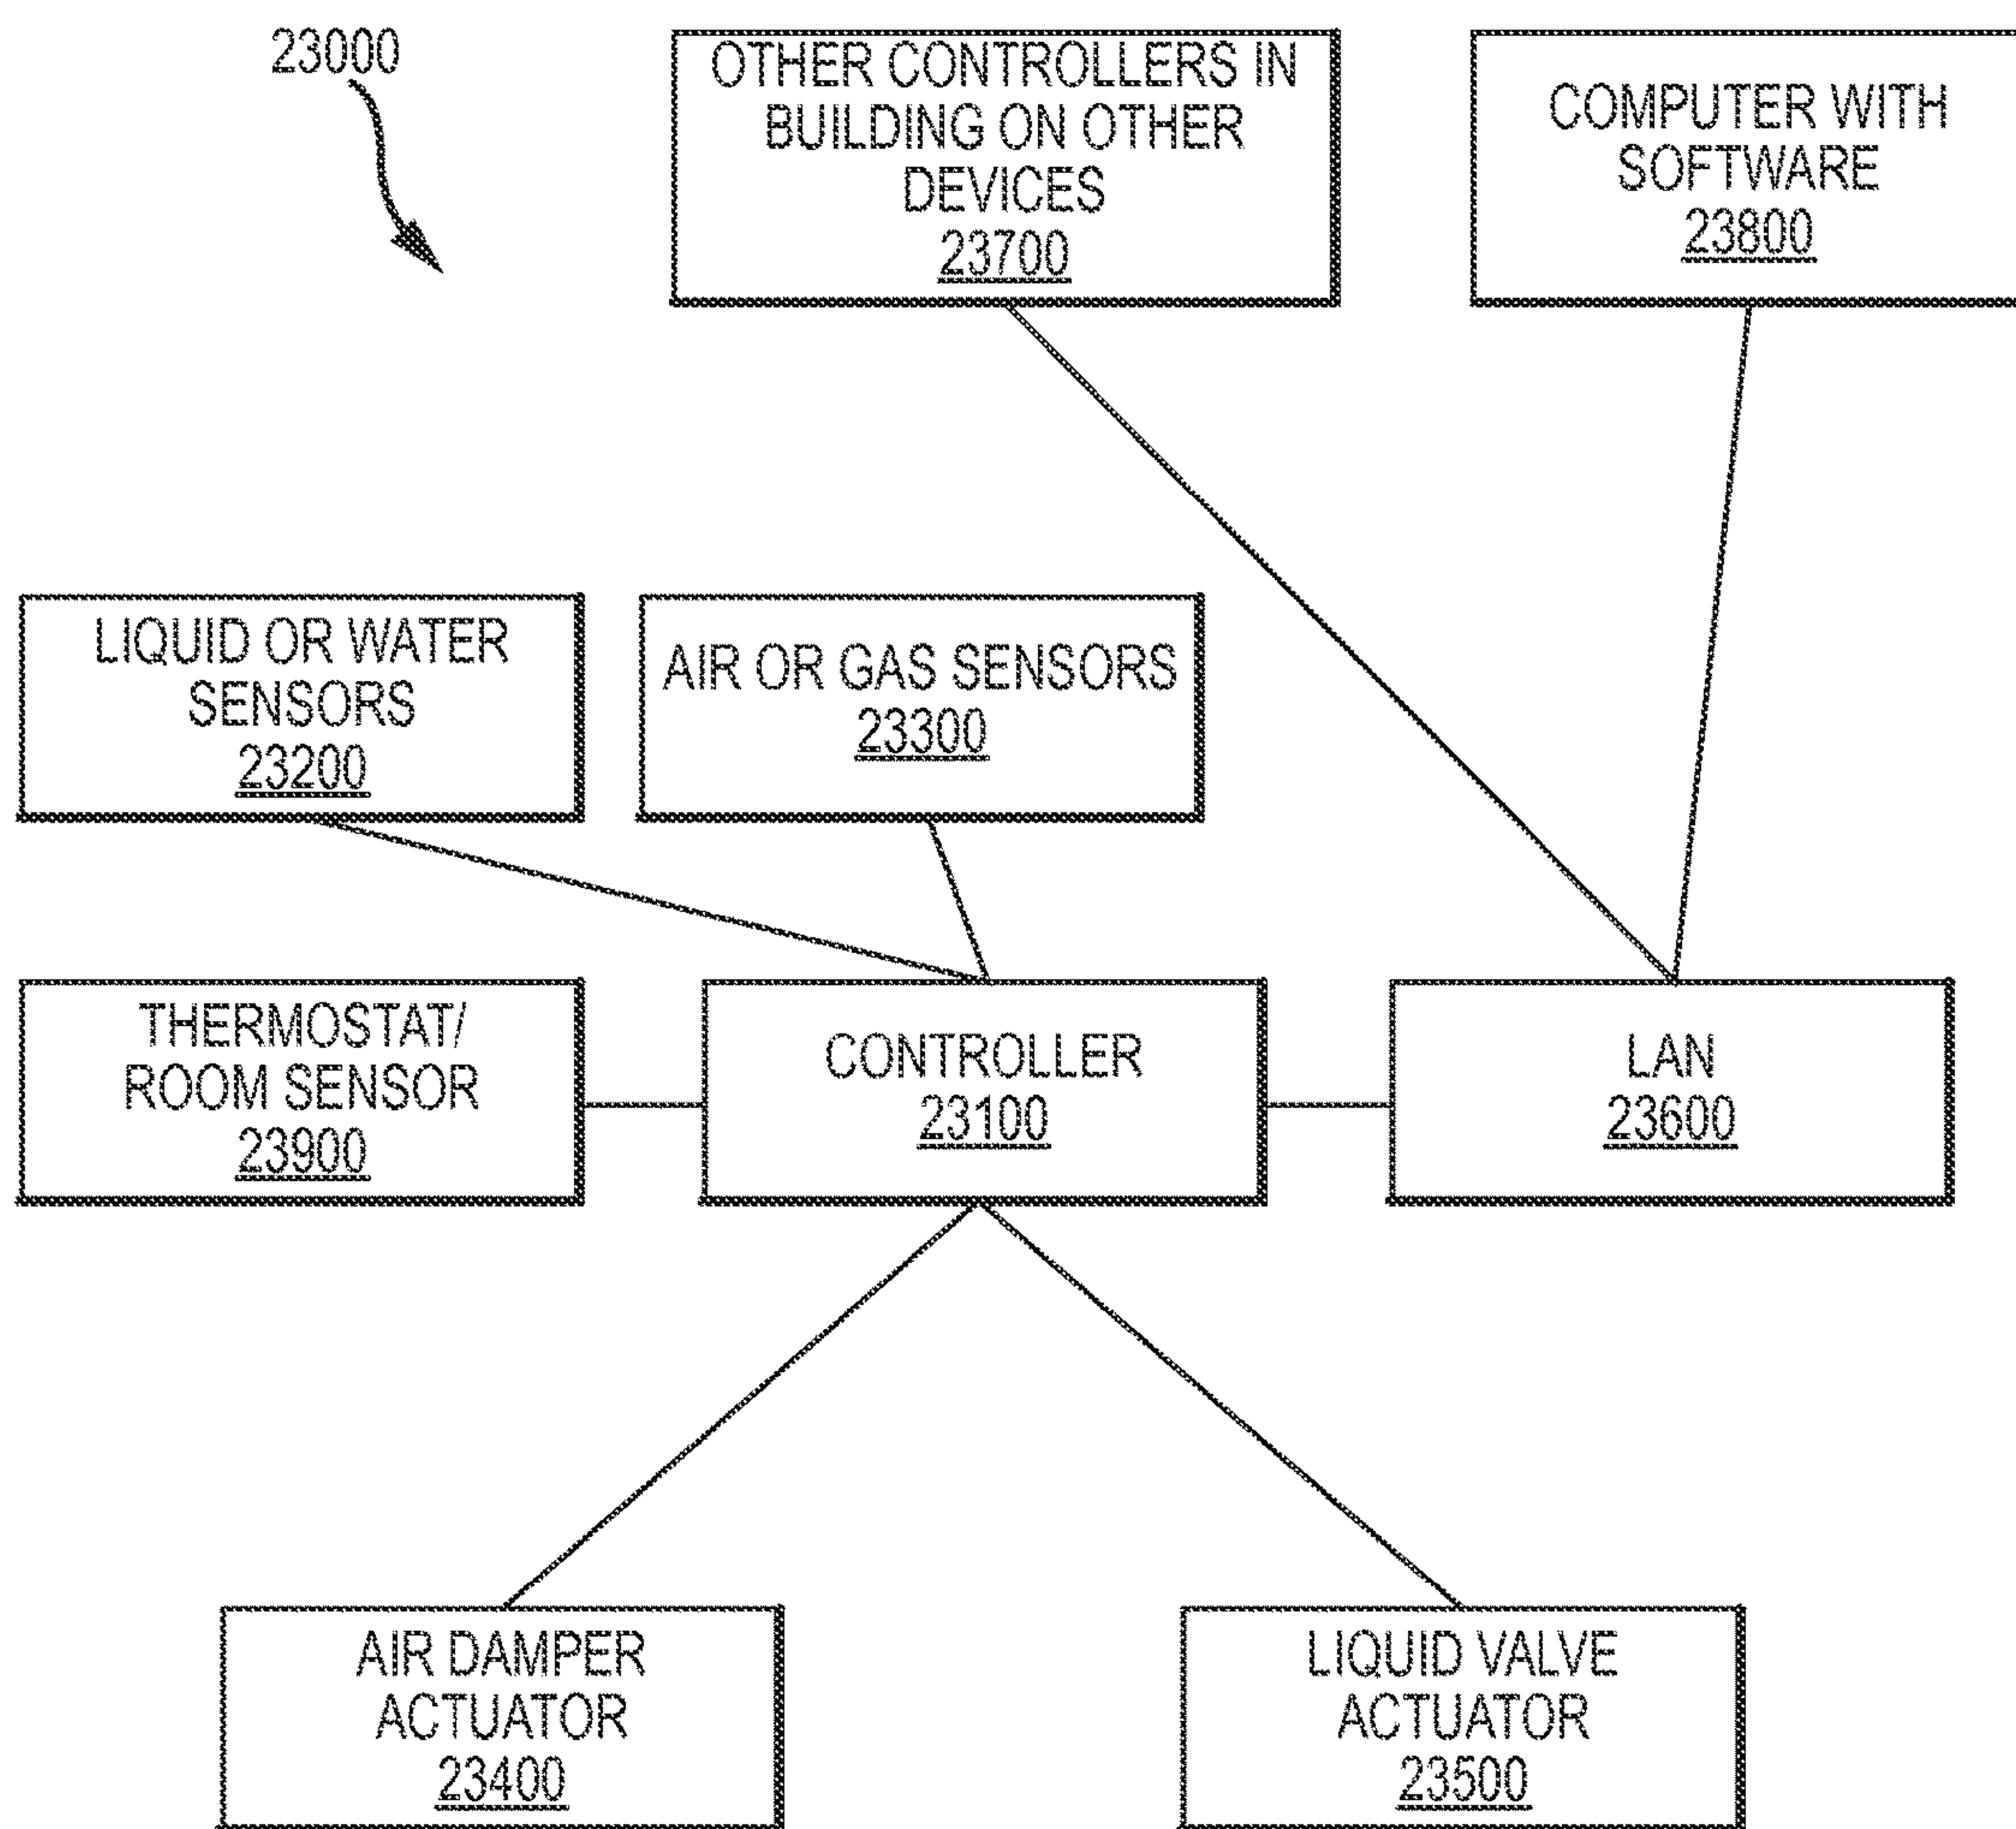 23000
OTHER CONTROLLERS IN
BUILDING ON OTHER
DEVICES
23700
COMPUTER WITH
SOFTWARE
23800
LIQUID OR WATER
SENSORS
23200
AIR OR GAS SENSORS
23300
THERMOSTAT/
ROOM SENSOR
23900
CONTROLLER
23100
LAN
23600
AIR DAMPER
ACTUATOR
23400
LIQUID VALVE
ACTUATOR
23500